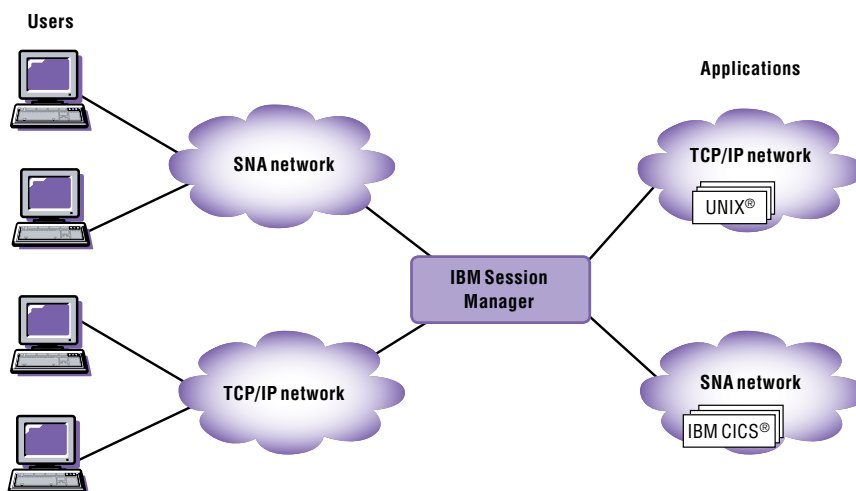 Users
Applications
SNA network
TCP/IP network
UNIX®
IBM Session
Manager
TCP/IP network
SNA network
IBM CICS®